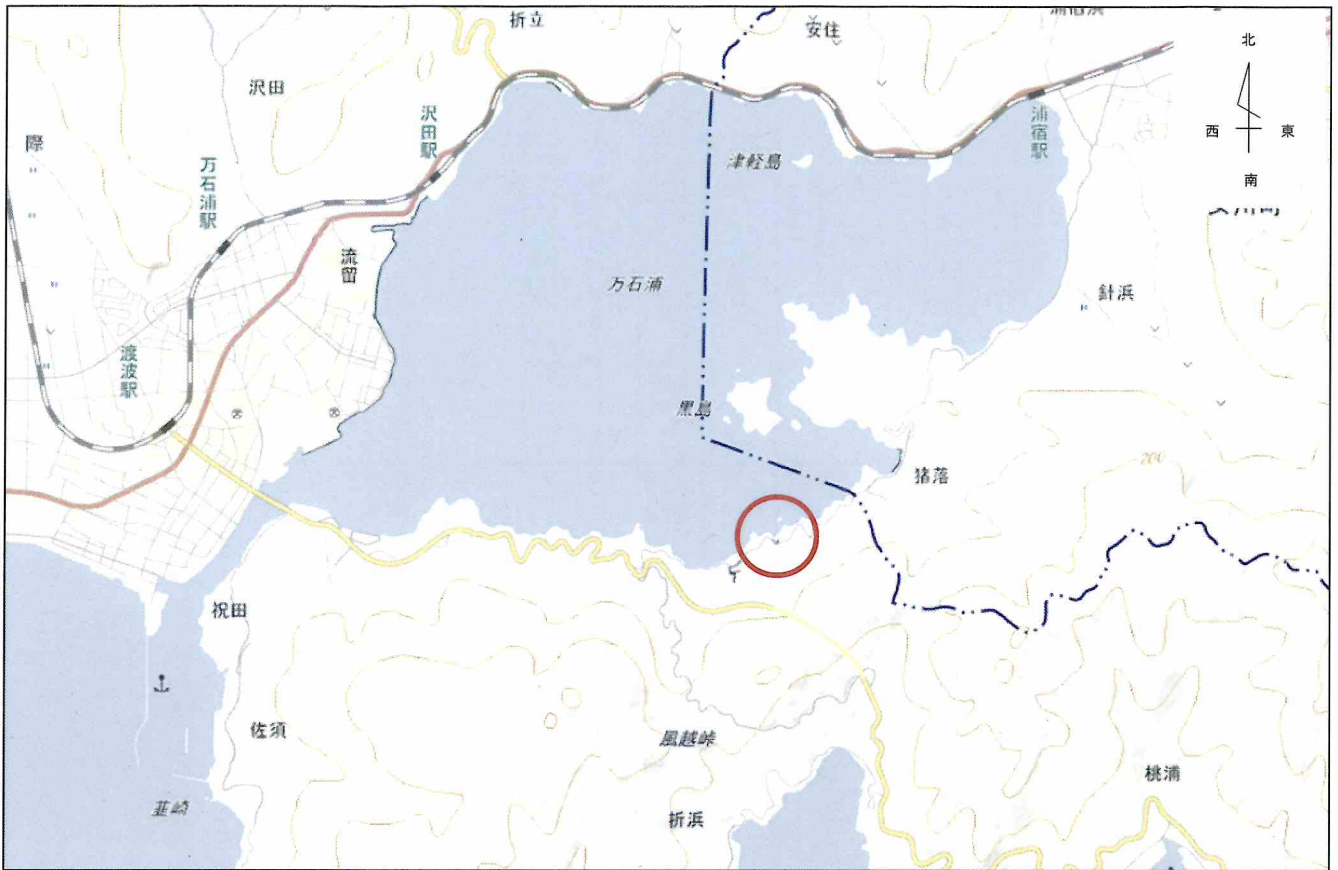 折立
安住
北
西
東
南
沢田
沢田駅
浦宿駅
際
万石浦駅
津軽島
流留
万石浦
針浜
渡波駅
黒島
猪落
200
祝田
佐須
風越峠
桃浦
韮崎
折浜